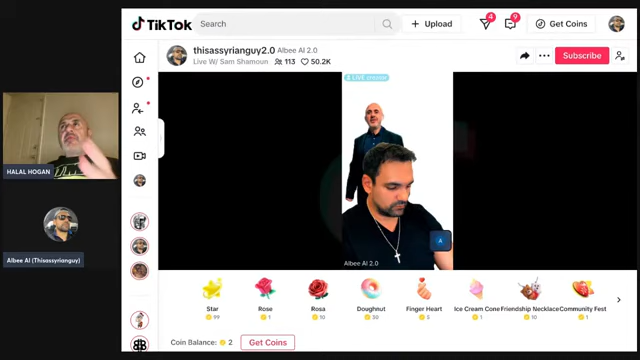 TikTok
Search
Upload
4
9
Get Coins
thisassyrianguy2.0 Albee AI 2.0
Live W/ Sam Shamoun 113 50.2K
Subscribe
LIVE
HALAL HOGAN
Albee AI (Thisassyrianguy)
A
Albee AI 2.0
Star
99
Rose
1
Rosa
10
Doughnut
30
Finger Heart
5
Ice Cream Cone
1
Friendship Necklace
10
Community Fest
1
Coin Balance: 2
Get Coins